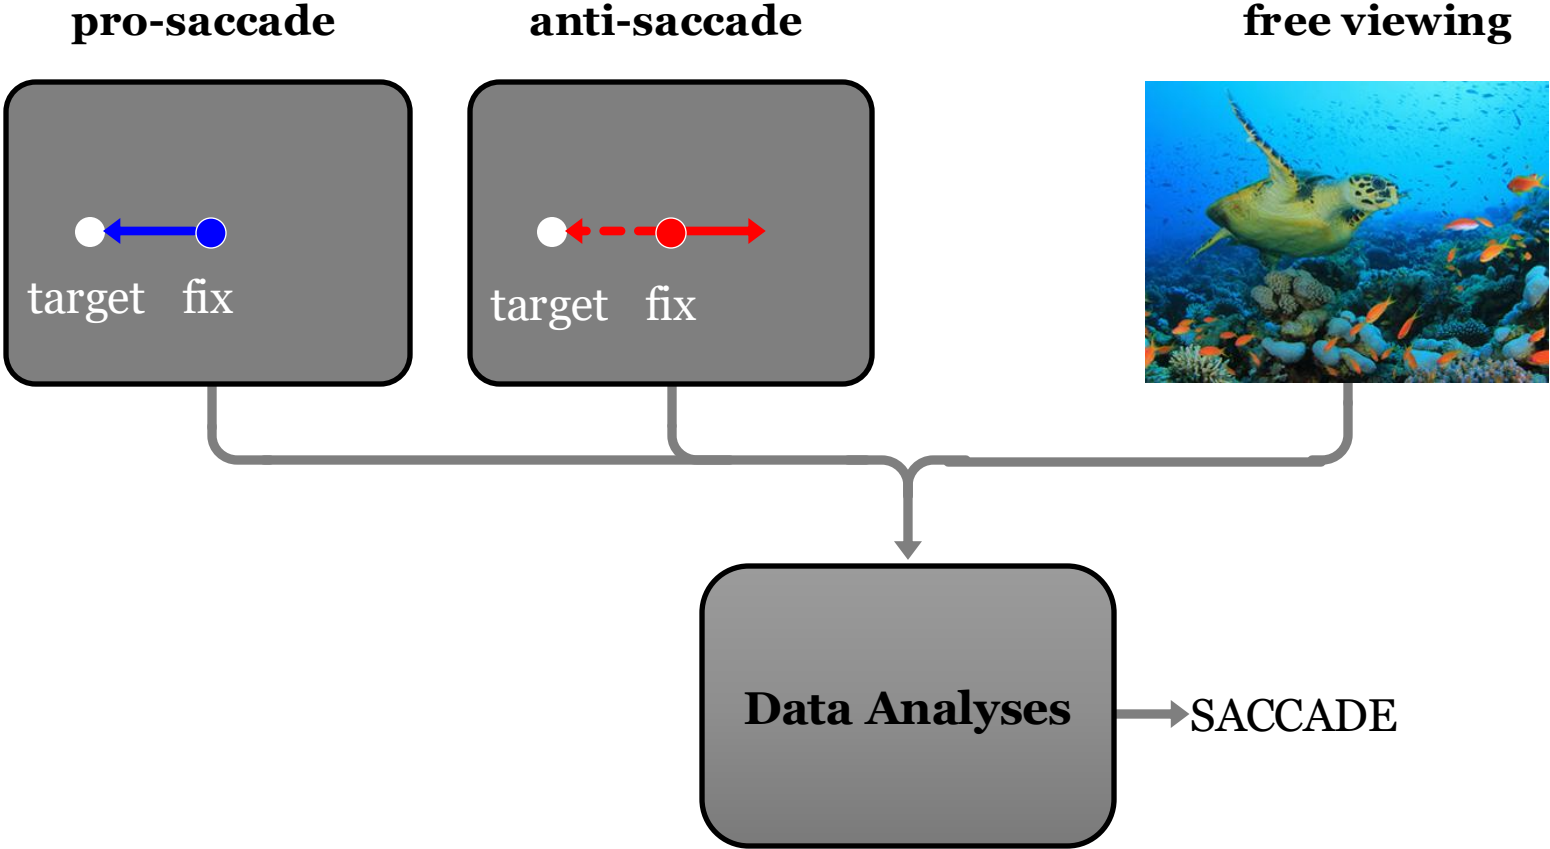 pro-saccade
anti-saccade
free viewing
target fix
target fix
Data Analyses
SACCADE